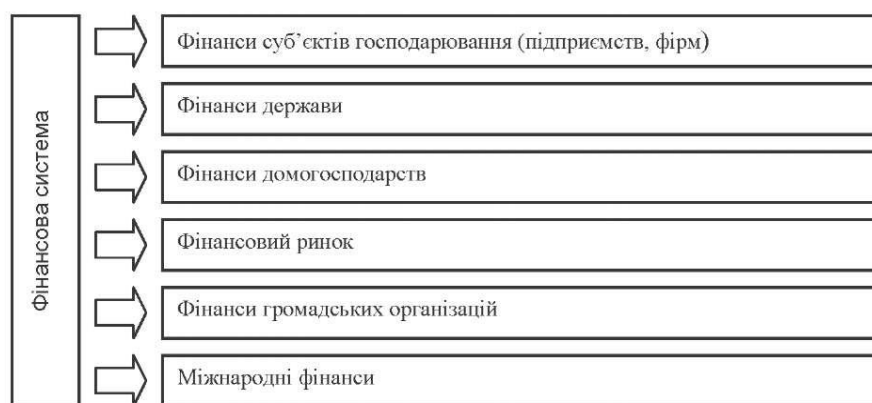 Фінансова система
Фінанси суб’єктів господарювання (підприємств, фірм)
Фінанси держави
Фінанси домогосподарств
Фінансовий ринок
Фінанси громадських організацій
Міжнародні фінанси